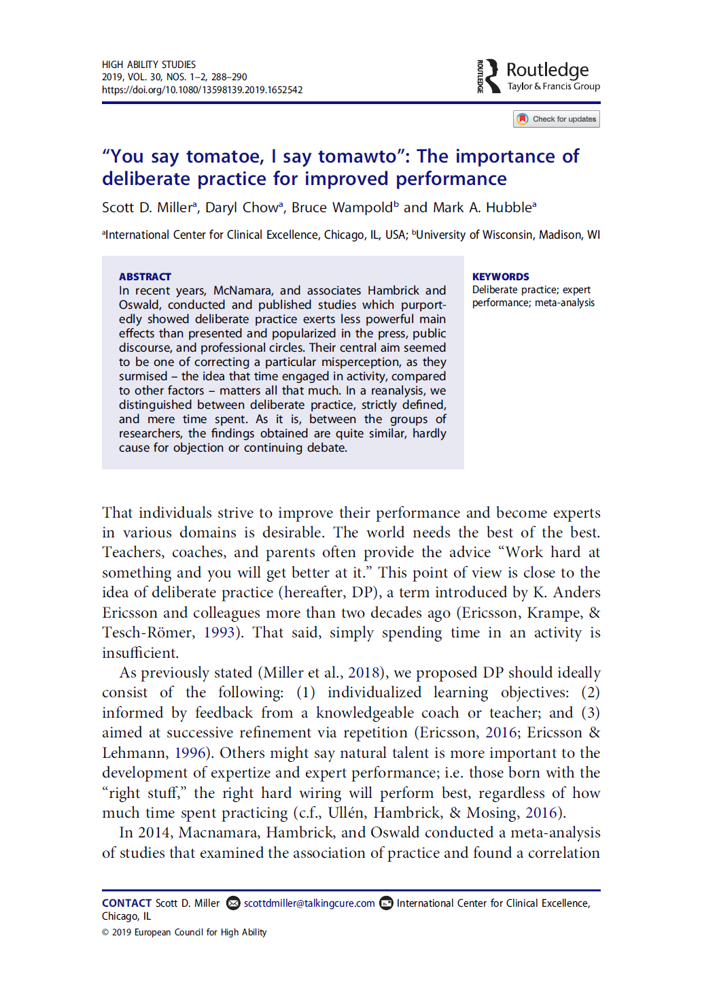 HIGH ABILITY STUDIES
2019, VOL. 30, NOS. 1–2, 288–290
https://doi.org/10.1080/13598139.2019.1652542
ROUTLEDGE
Routledge
Taylor & Francis Group
Check for updates
“You say tomatoe, I say tomawto”: The importance of
deliberate practice for improved performance
Scott D. Millerᵃ, Daryl Chowᵃ, Bruce Wampoldᵇ and Mark A. Hubbleᵃ
ᵃInternational Center for Clinical Excellence, Chicago, IL, USA; ᵇUniversity of Wisconsin, Madison, WI
ABSTRACT
In recent years, McNamara, and associates Hambrick and
Oswald, conducted and published studies which purport-
edly showed deliberate practice exerts less powerful main
effects than presented and popularized in the press, public
discourse, and professional circles. Their central aim seemed
to be one of correcting a particular misperception, as they
surmised – the idea that time engaged in activity, compared
to other factors – matters all that much. In a reanalysis, we
distinguished between deliberate practice, strictly defined,
and mere time spent. As it is, between the groups of
researchers, the findings obtained are quite similar, hardly
cause for objection or continuing debate.
KEYWORDS
Deliberate practice; expert
performance; meta-analysis
That individuals strive to improve their performance and become experts
in various domains is desirable. The world needs the best of the best.
Teachers, coaches, and parents often provide the advice “Work hard at
something and you will get better at it.” This point of view is close to the
idea of deliberate practice (hereafter, DP), a term introduced by K. Anders
Ericsson and colleagues more than two decades ago (Ericsson, Krampe, &
Tesch-Römer, 1993). That said, simply spending time in an activity is
insufficient.
As previously stated (Miller et al., 2018), we proposed DP should ideally
consist of the following: (1) individualized learning objectives: (2)
informed by feedback from a knowledgeable coach or teacher; and (3)
aimed at successive refinement via repetition (Ericsson, 2016; Ericsson &
Lehmann, 1996). Others might say natural talent is more important to the
development of expertize and expert performance; i.e. those born with the
“right stuff,” the right hard wiring will perform best, regardless of how
much time spent practicing (c.f., Ullén, Hambrick, & Mosing, 2016).
In 2014, Macnamara, Hambrick, and Oswald conducted a meta-analysis
of studies that examined the association of practice and found a correlation
CONTACT Scott D. Miller scottdmiller@talkingcure.com International Center for Clinical Excellence,
Chicago, IL
© 2019 European Council for High Ability